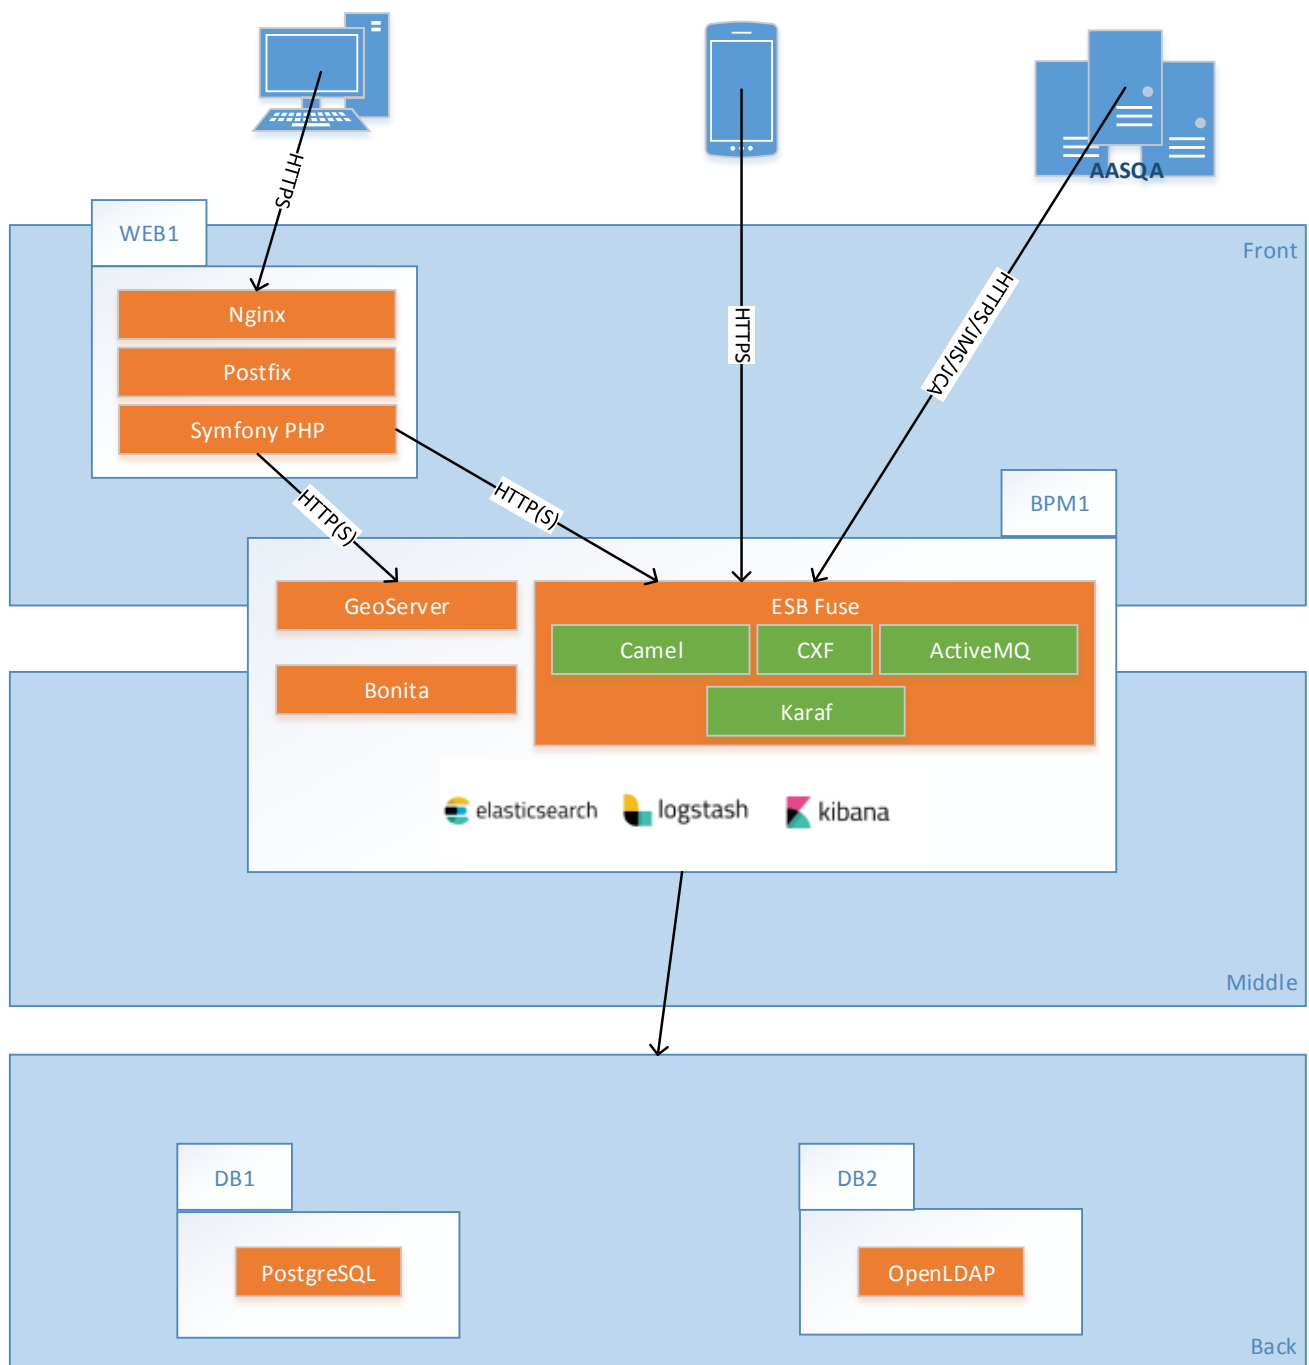 AASQA
HTTPS
WEB1
Front
Nginx
Postfix
Symfony PHP
HTTPS
HTTPS/JMS/JCA
HTTP(S)
HTTP(S)
BPM1
GeoServer
ESB Fuse
Camel
CXF
ActiveMQ
Bonita
Karaf
elasticsearch
logstash
kibana
Middle
DB1
DB2
PostgreSQL
OpenLDAP
Back